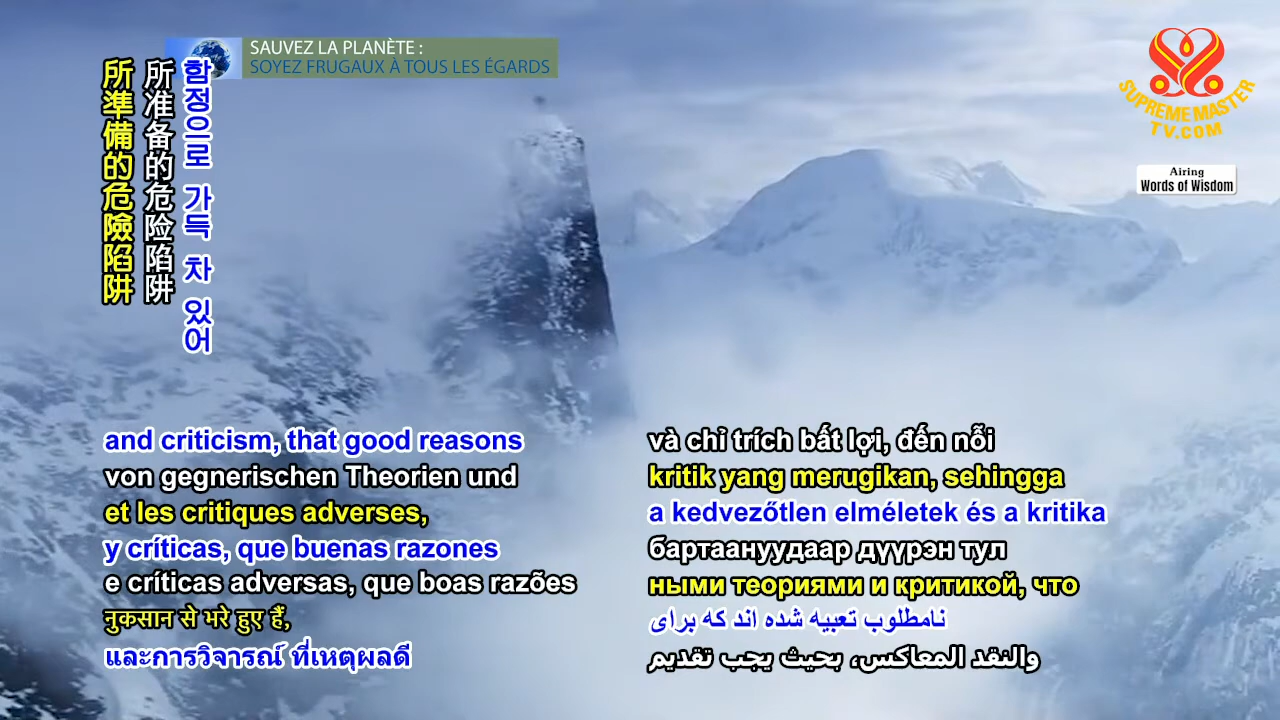 SAUVEZ LA PLANÈTE :
SOYEZ FRUGAUX À TOUS LES ÉGARDS
SUPREME MASTER
TV.COM
Airing
Words of Wisdom
함정으로 가득 차 있어
所准备的危险陷阱
所準備的危險陷阱
and criticism, that good reasons
von gegnerischen Theorien und
et les critiques adverses,
y críticas, que buenas razones
e críticas adversas, que boas razões
नुकसान से भरे हुए हैं,
และการวิจารณ์ ที่เหตุผลดี
và chỉ trích bất lợi, đến nỗi
kritik yang merugikan, sehingga
a kedvezőtlen elméletek és a kritika
бартаануудаар дүүрэн тул
ными теориями и критикой, что
نامطلوب تعبیه شده اند که برای
والنقد المعاكس، بحيث يجب تقديم